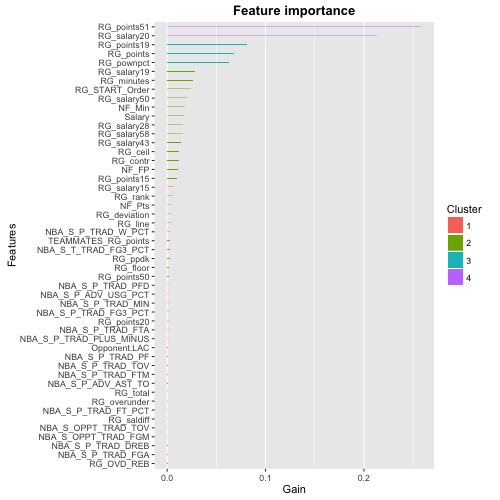 Feature importance
RG_points51
RG_salary20
RG_points19
RG_points
RG_pownpct
RG_salary19
RG_minutes
RG_START_Order
RG_salary50
NF_Min
Salary
RG_salary28
RG_salary58
RG_salary43
RG_ceil
RG_contr
NF_FP
RG_points15
RG_salary15
RG_rank
NF_Pts
RG_deviation
RG_line
NBA_S_P_TRAD_W_PCT
TEAMMATES_RG_points
NBA_S_T_TRAD_FG3_PCT
RG_ppdk
RG_floor
RG_points50
NBA_S_P_TRAD_PFD
NBA_S_P_ADV_USG_PCT
NBA_S_P_TRAD_MIN
NBA_S_P_TRAD_FG3_PCT
RG_points20
NBA_S_P_TRAD_FTA
NBA_S_P_TRAD_PLUS_MINUS
Opponent.LAC
NBA_S_P_TRAD_PF
NBA_S_P_TRAD_TOV
NBA_S_P_TRAD_FTM
NBA_S_P_ADV_AST_TO
RG_total
RG_overunder
NBA_S_P_TRAD_FT_PCT
RG_saldiff
NBA_S_OPPT_TRAD_TOV
NBA_S_OPPT_TRAD_FGM
NBA_S_P_TRAD_DREB
NBA_S_P_TRAD_FGA
RG_OVD_REB
Features
0.0 0.1 0.2
Gain
Cluster
1
2
3
4